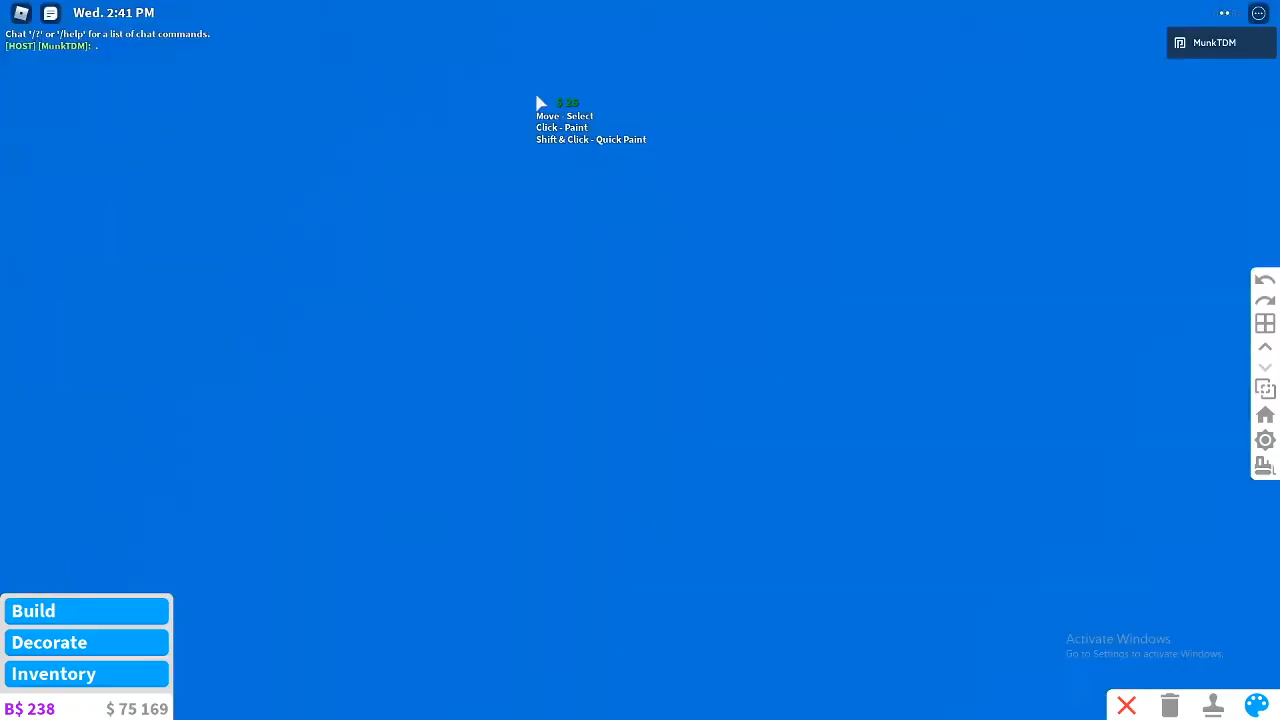 Wed. 2:41 PM
Chat '/?' or '/help' for a list of chat commands.
[HOST] [MunkTDM]: .
MunkTDM
$ 26
Move - Select
Click - Paint
Shift & Click - Quick Paint
Build
Decorate
Inventory
B$ 238
$ 75 169
Activate Windows
Go to Settings to activate Windows.